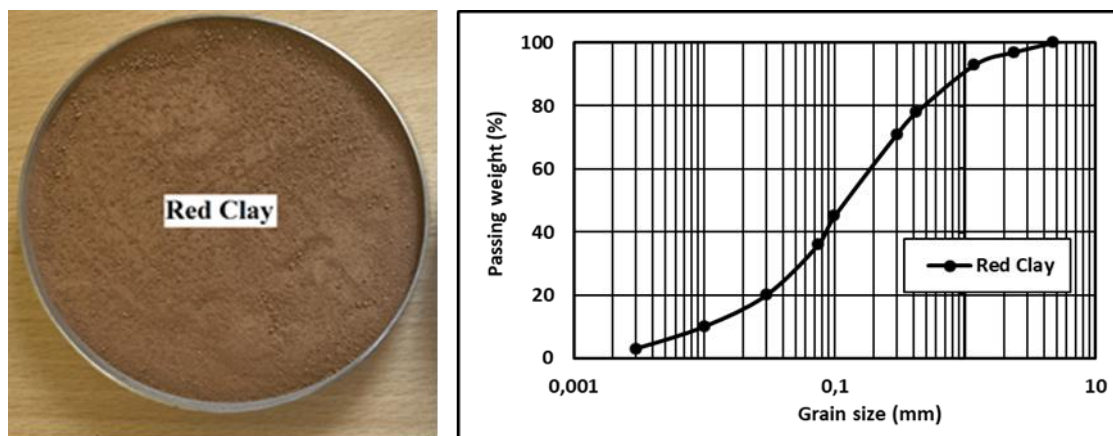 Red Clay
Passing weight (%)
100
80
60
40
20
0
Red Clay
0,001
0,1
10
Grain size (mm)